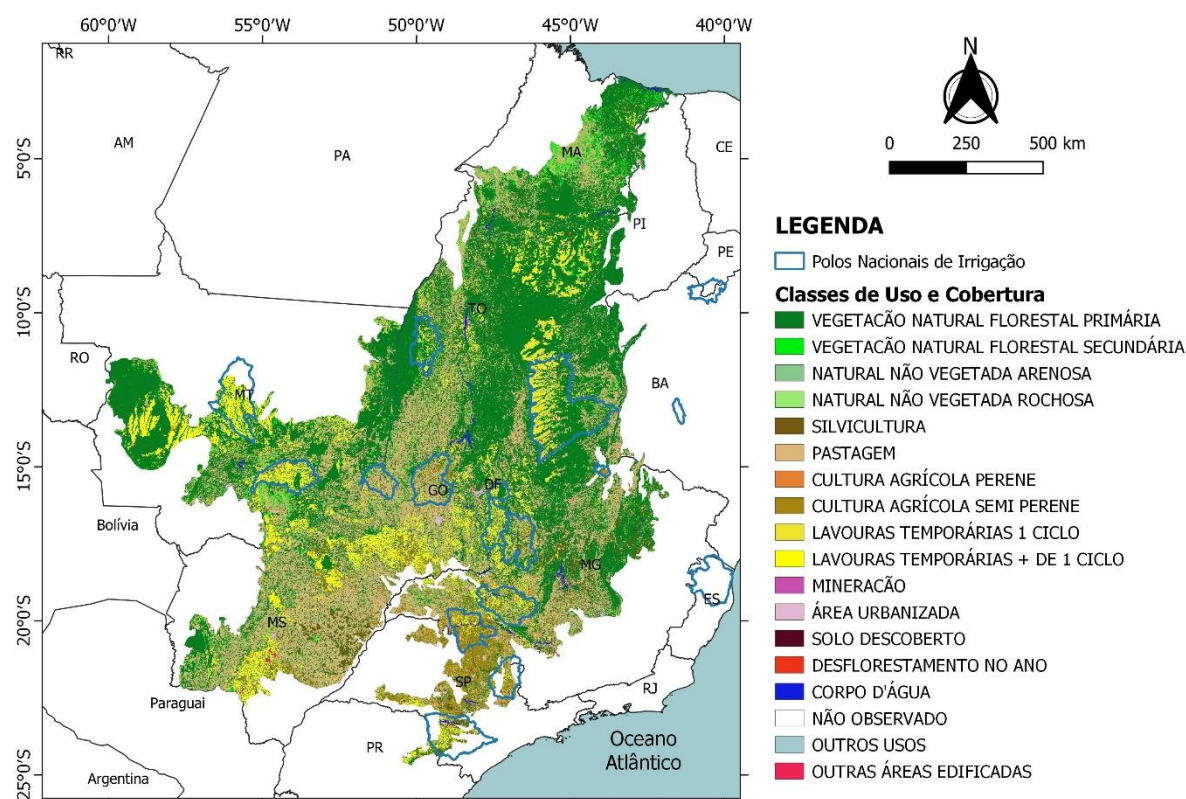 60°0'W 55°0'W 50°0'W 45°0'W 40°0'W
RR
AM
PA
MA
CE
PI
PE
TO
RO
MT
BA
GO
DF
Bolívia
MG
ES
MS
SP
RJ
Paraguai
PR
Oceano
Atlântico
Argentina
5°0'S
10°0'S
15°0'S
20°0'S
25°0'S
N
0 250 500 km
LEGENDA
Polos Nacionais de Irrigação
Classes de Uso e Cobertura
VEGETACÃO NATURAL FLORESTAL PRIMÁRIA
VEGETACÃO NATURAL FLORESTAL SECUNDÁRIA
NATURAL NÃO VEGETADA ARENOSA
NATURAL NÃO VEGETADA ROCHOSA
SILVICULTURA
PASTAGEM
CULTURA AGRÍCOLA PERENE
CULTURA AGRÍCOLA SEMI PERENE
LAVOURAS TEMPORÁRIAS 1 CICLO
LAVOURAS TEMPORÁRIAS + DE 1 CICLO
MINERACÃO
ÁREA URBANIZADA
SOLO DESCOBERTO
DESFLORESTAMENTO NO ANO
CORPO D'ÁGUA
NÃO OBSERVADO
OUTROS USOS
OUTRAS ÁREAS EDIFICADAS